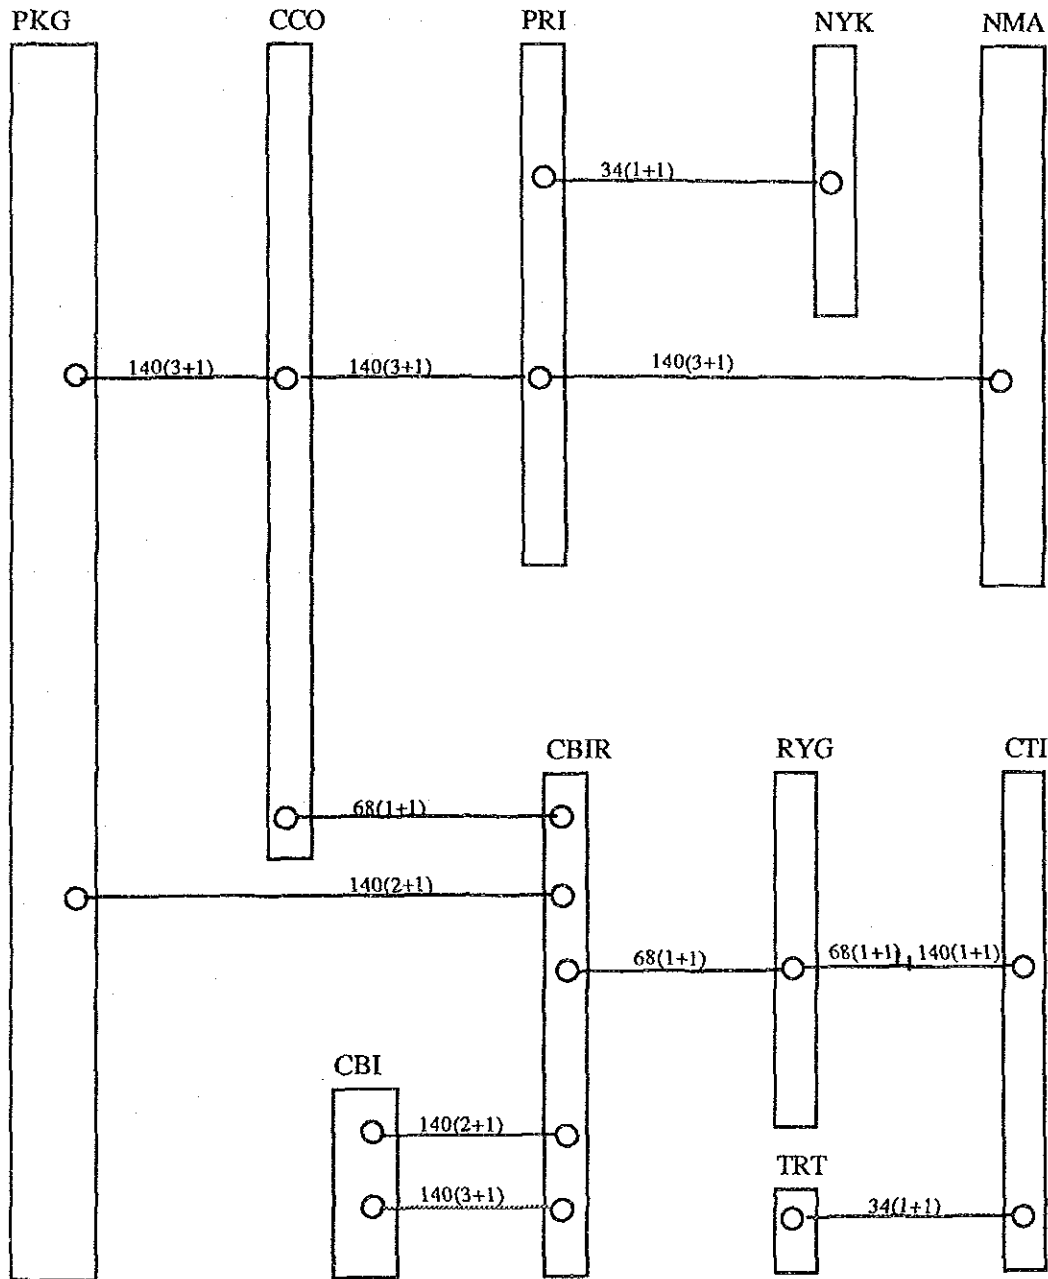 PKG CCO PRI NYK NMA
34(1+1)
140(3+1) 140(3+1) 140(3+1)
CBIR RYG CTI
68(1+1)
140(2+1)
68(1+1) 68(1+1) 140(1+1)
CBI
140(2+1)
TRT
140(3+1) 34(1+1)